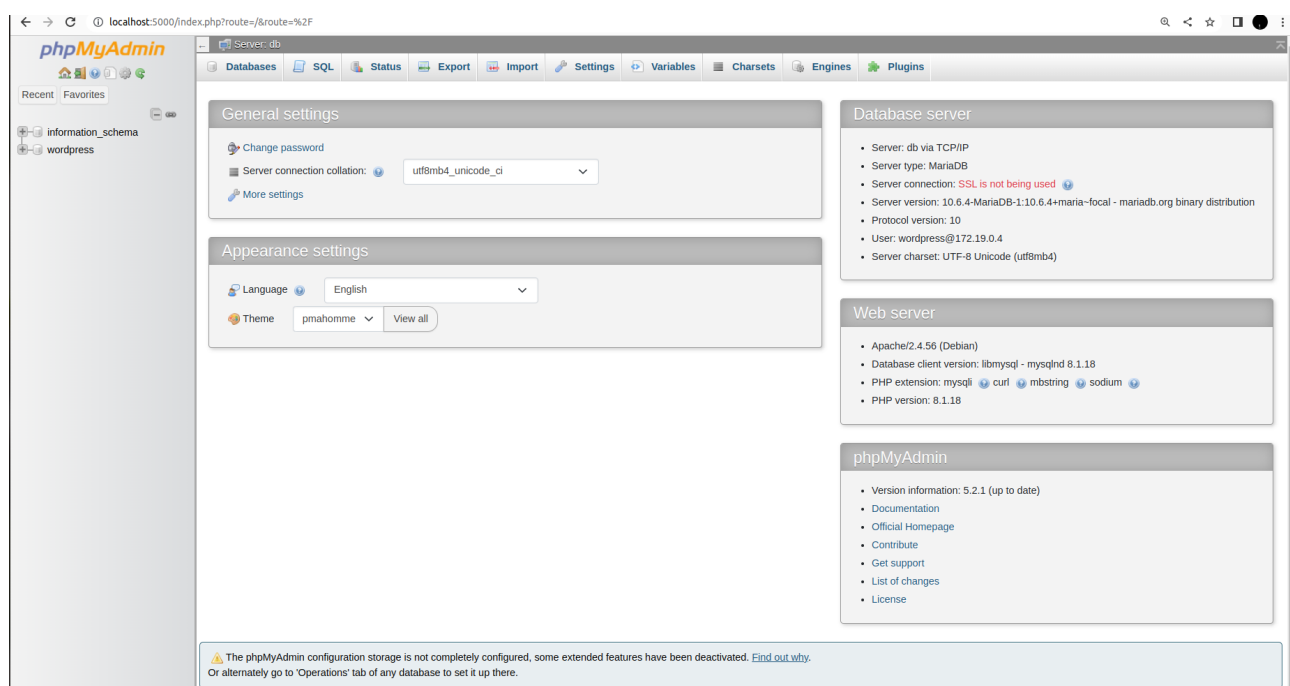 localhost:5000/index.php?route=/&route=%2F
phpMyAdmin
Recent Favorites
information_schema
wordpress
Server: db
Databases SQL Status Export Import Settings Variables Charsets Engines Plugins
General settings
Change password
Server connection collation: utf8mb4_unicode_ci
More settings
Appearance settings
Language English
Theme pmahomme View all
Database server
Server: db via TCP/IP
Server type: MariaDB
Server connection: SSL is not being used
Server version: 10.6.4-MariaDB-1:10.6.4+maria~focal - mariadb.org binary distribution
Protocol version: 10
User: wordpress@172.19.0.4
Server charset: UTF-8 Unicode (utf8mb4)
Web server
Apache/2.4.56 (Debian)
Database client version: libmysql - mysqlnd 8.1.18
PHP extension: mysqli curl mbstring sodium
PHP version: 8.1.18
phpMyAdmin
Version information: 5.2.1 (up to date)
Documentation
Official Homepage
Contribute
Get support
List of changes
License
The phpMyAdmin configuration storage is not completely configured, some extended features have been deactivated. Find out why.
Or alternately go to 'Operations' tab of any database to set it up there.